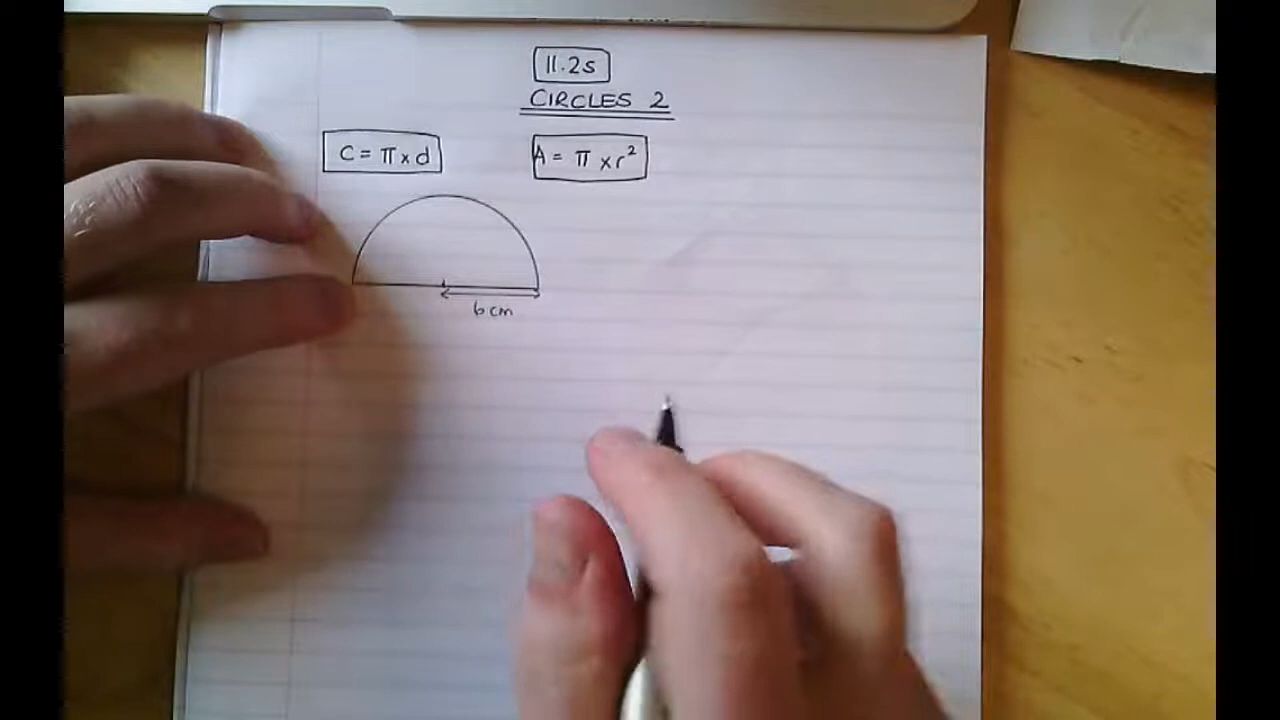 11.2s
CIRCLES 2
C = π x d
A = π x r²
6cm